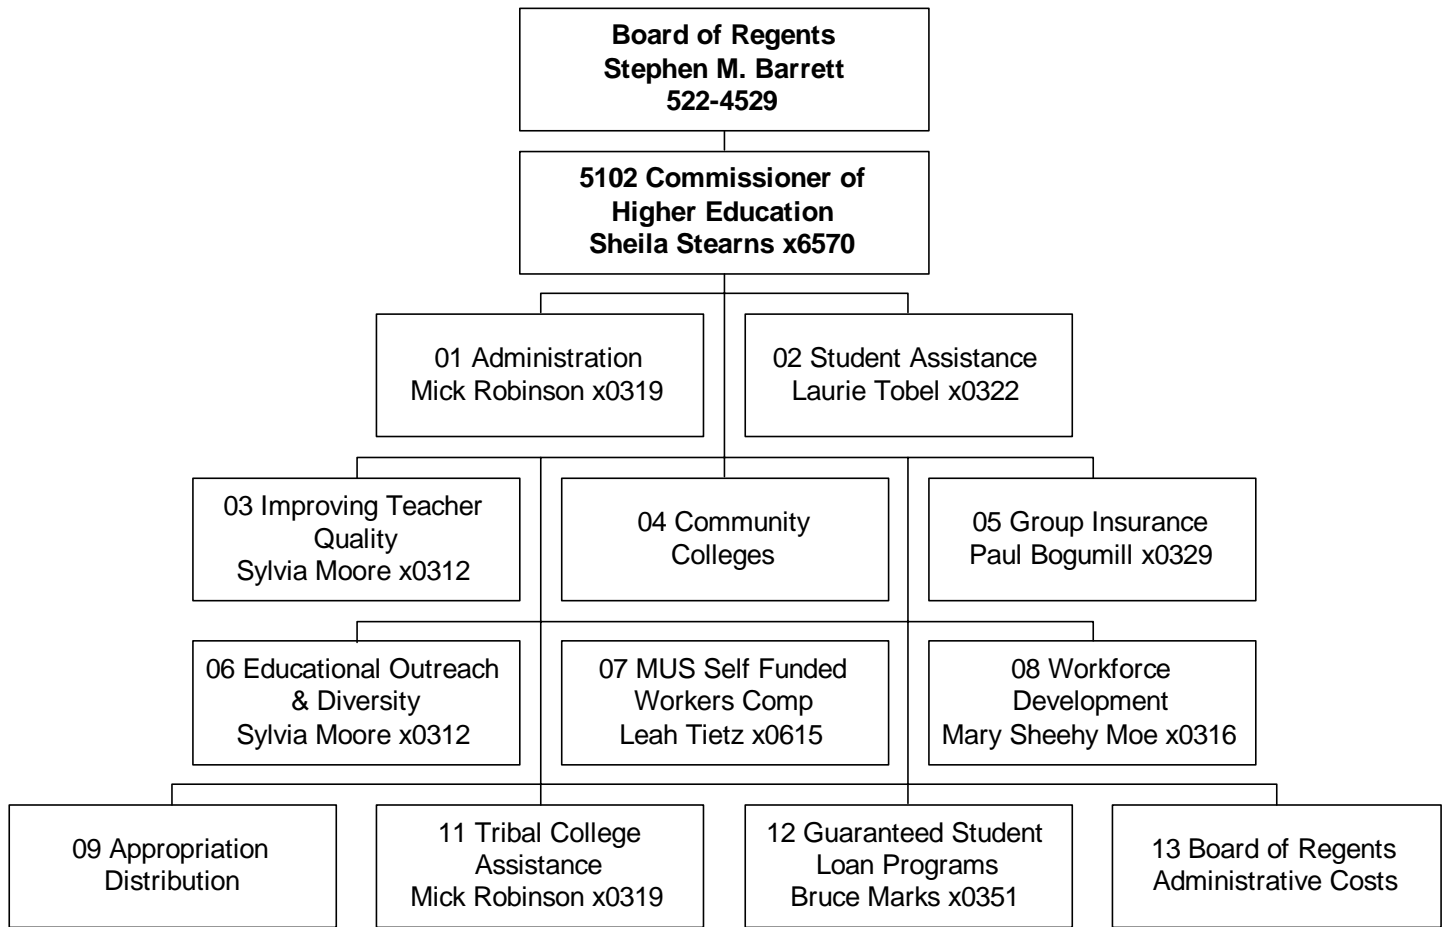 Board of Regents
Stephen M. Barrett
522-4529
5102 Commissioner of
Higher Education
Sheila Stearns x6570
01 Administration
Mick Robinson x0319
02 Student Assistance
Laurie Tobel x0322
03 Improving Teacher
Quality
Sylvia Moore x0312
04 Community
Colleges
05 Group Insurance
Paul Bogumill x0329
06 Educational Outreach
& Diversity
Sylvia Moore x0312
07 MUS Self Funded
Workers Comp
Leah Tietz x0615
08 Workforce
Development
Mary Sheehy Moe x0316
09 Appropriation
Distribution
11 Tribal College
Assistance
Mick Robinson x0319
12 Guaranteed Student
Loan Programs
Bruce Marks x0351
13 Board of Regents
Administrative Costs